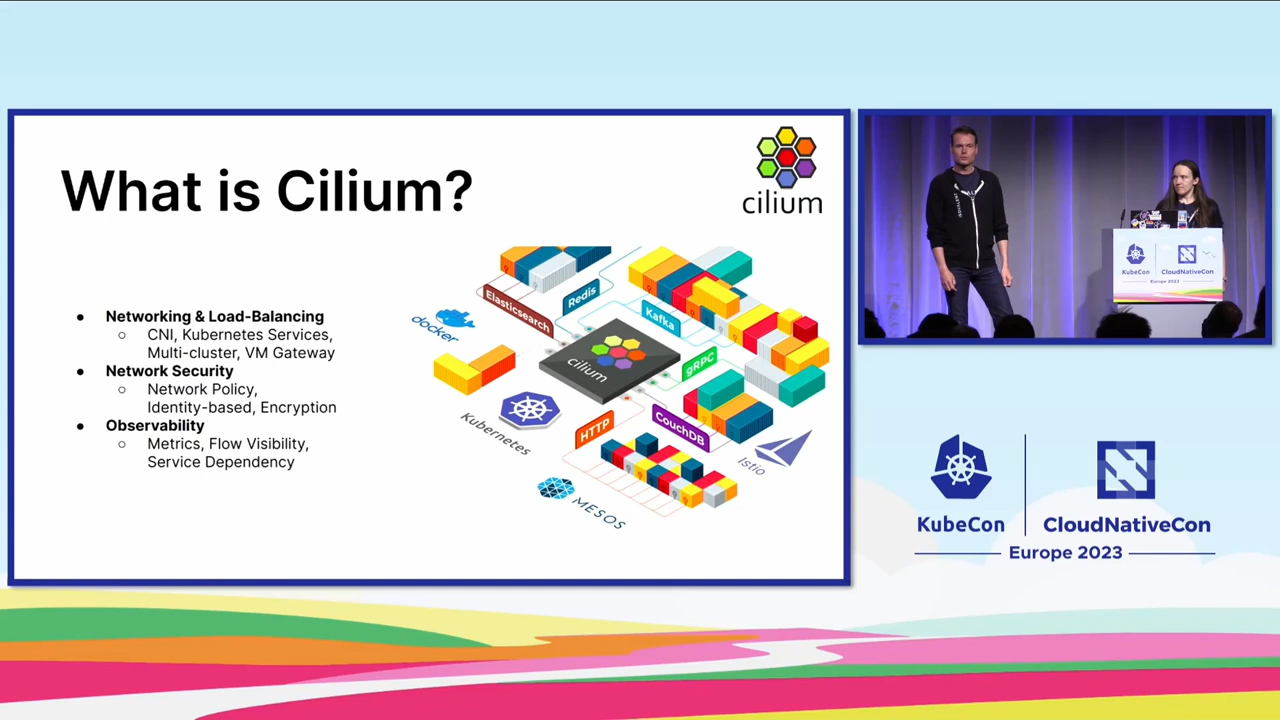 What is Cilium?
cilium
Networking & Load-Balancing
CNI, Kubernetes Services,
Multi-cluster, VM Gateway
Network Security
Network Policy,
Identity-based, Encryption
Observability
Metrics, Flow Visibility,
Service Dependency
Elasticsearch
Redis
Kafka
docker
cilium
gRPC
Kubernetes
HTTP
CouchDB
Istio
MESOS
KubeCon
CloudNativeCon
Europe 2023
KubeCon
CloudNativeCon
Europe 2023